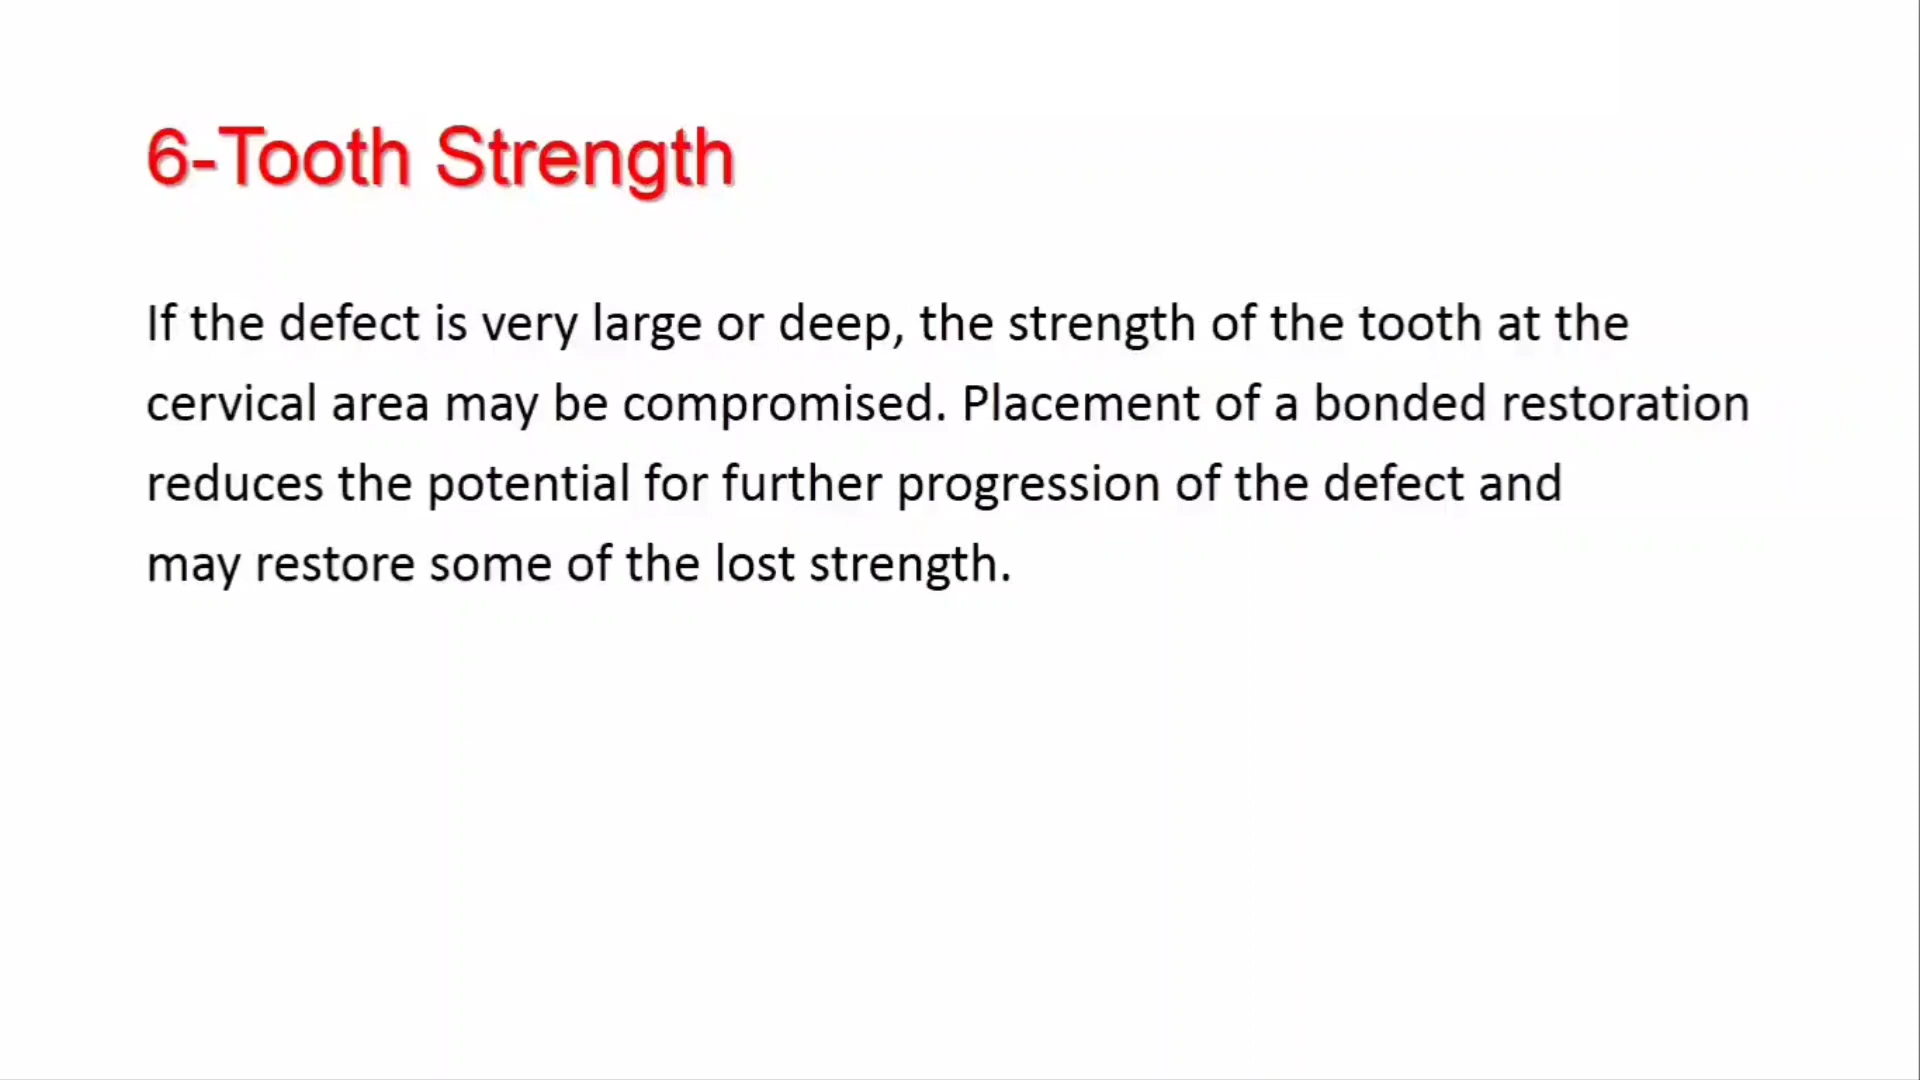 6-Tooth Strength
If the defect is very large or deep, the strength of the tooth at the
cervical area may be compromised. Placement of a bonded restoration
reduces the potential for further progression of the defect and
may restore some of the lost strength.